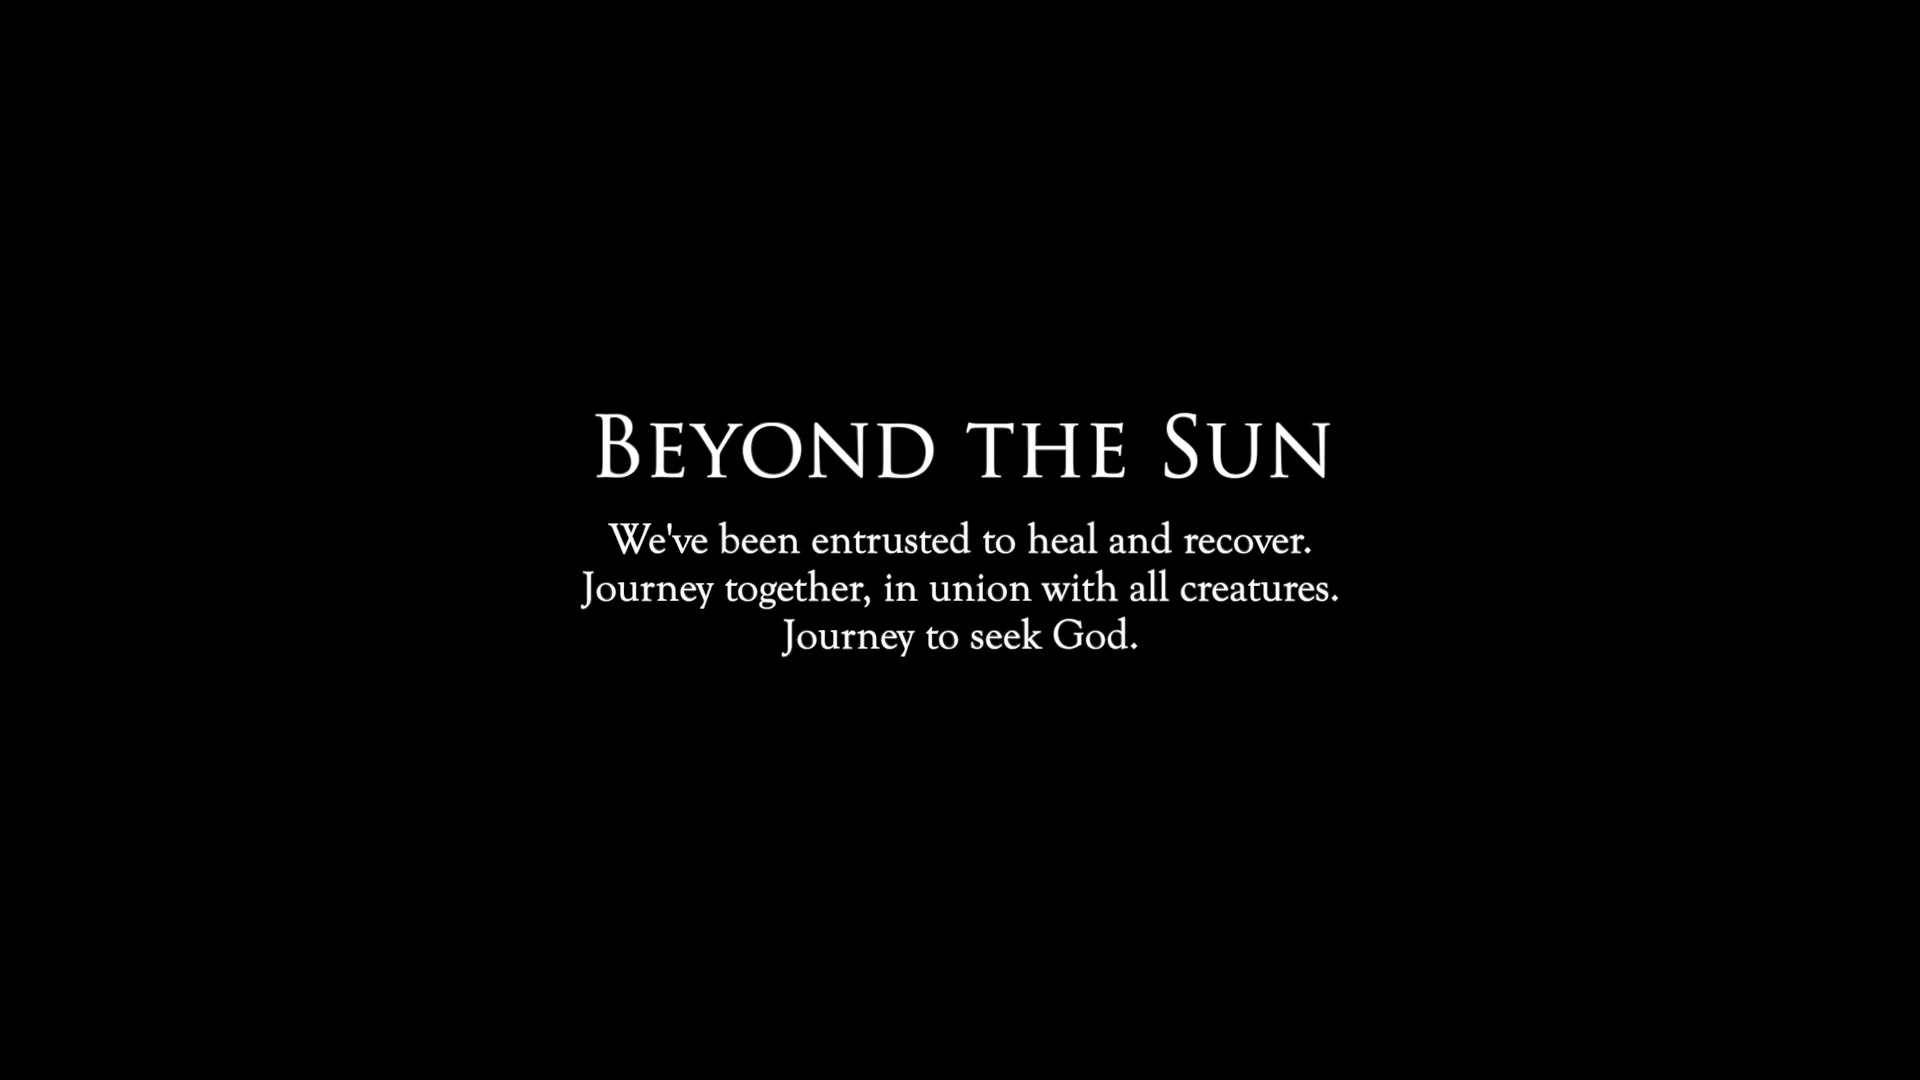 BEYOND THE SUN
We've been entrusted to heal and recover.
Journey together, in union with all creatures.
Journey to seek God.